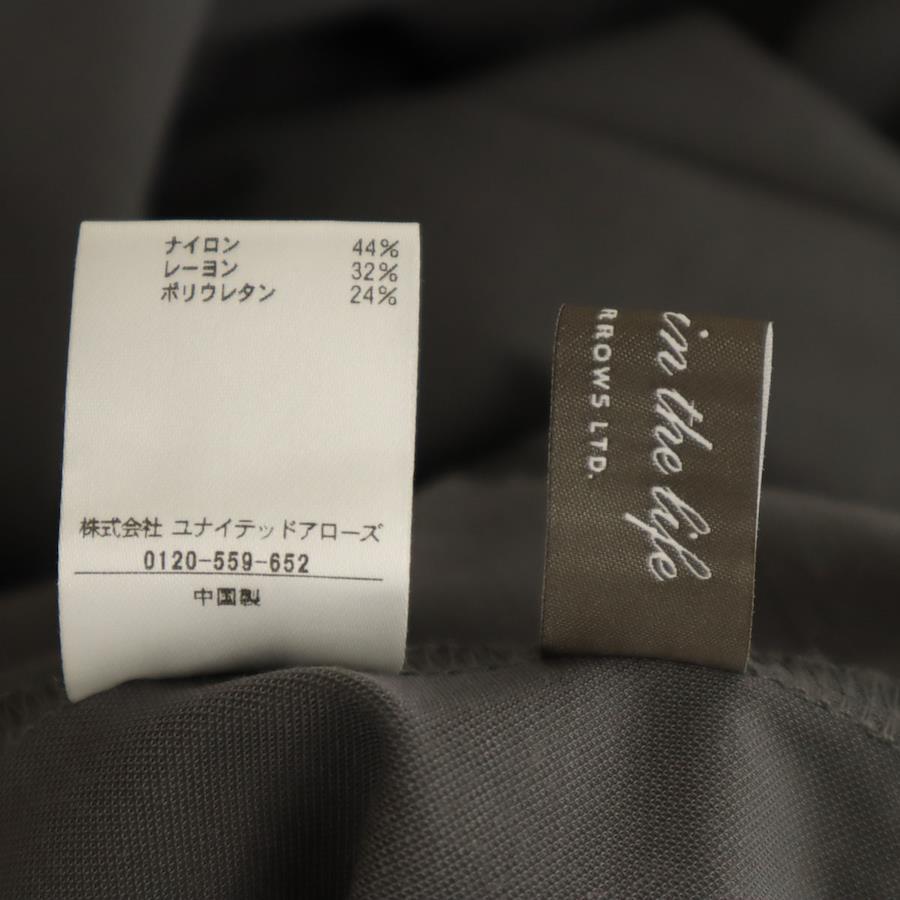 ナイロン 44%
レーヨン 32%
ポリウレタン 24%
株式会社 ユナイテッドアローズ
0120-559-652
中国製
in the life
RROWS LTD.